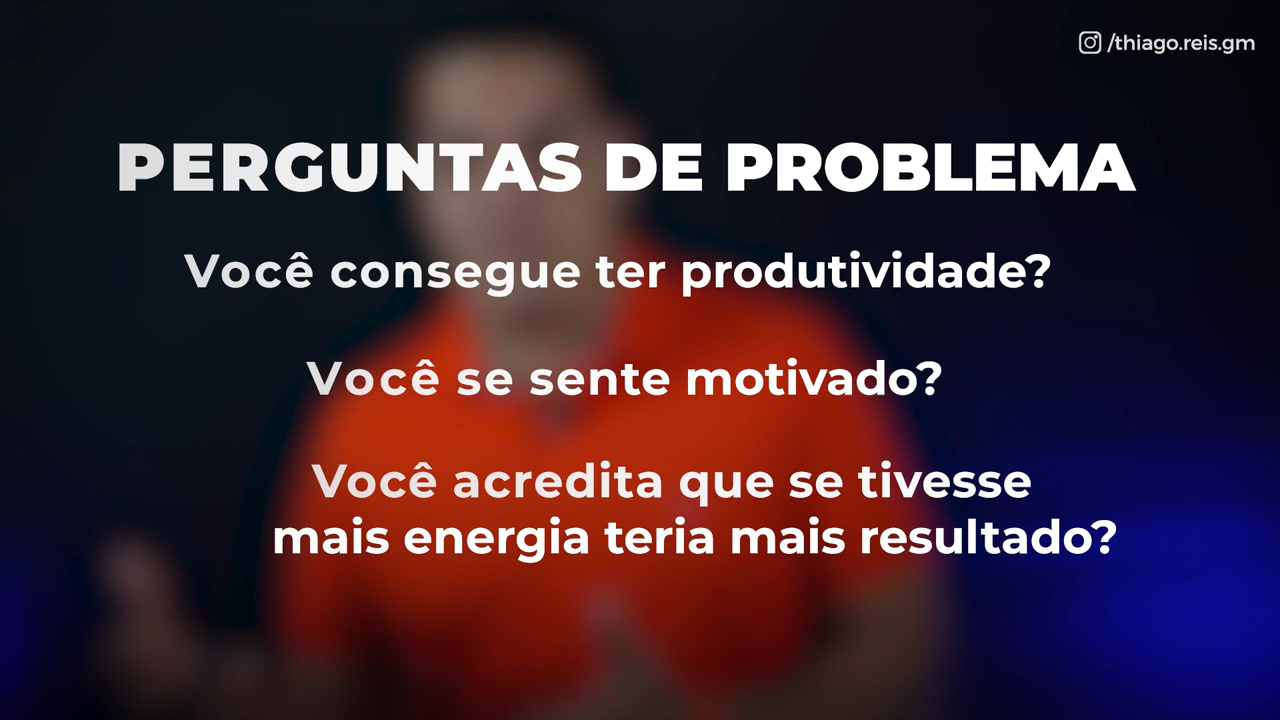 /thiago.reis.gm
PERGUNTAS DE PROBLEMA
Você consegue ter produtividade?
Você se sente motivado?
Você acredita que se tivesse
mais energia teria mais resultado?